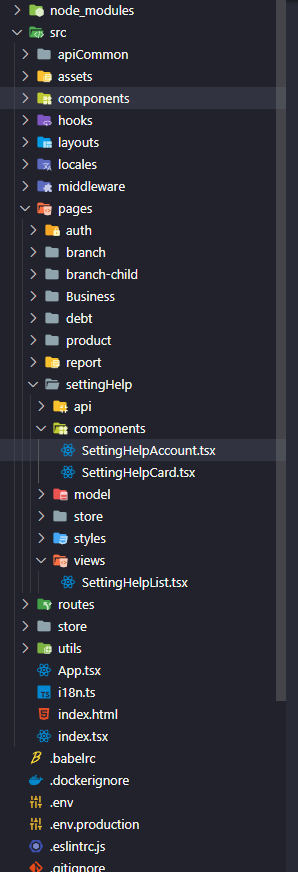 node_modules
src
apiCommon
assets
components
hooks
layouts
locales
middleware
pages
auth
branch
branch-child
Business
debt
product
report
settingHelp
api
components
SettingHelpAccount.tsx
SettingHelpCard.tsx
model
store
styles
views
SettingHelpList.tsx
routes
store
utils
App.tsx
i18n.ts
index.html
index.tsx
.babelrc
.dockerignore
.env
.env.production
.eslintrc.js
.gitignore